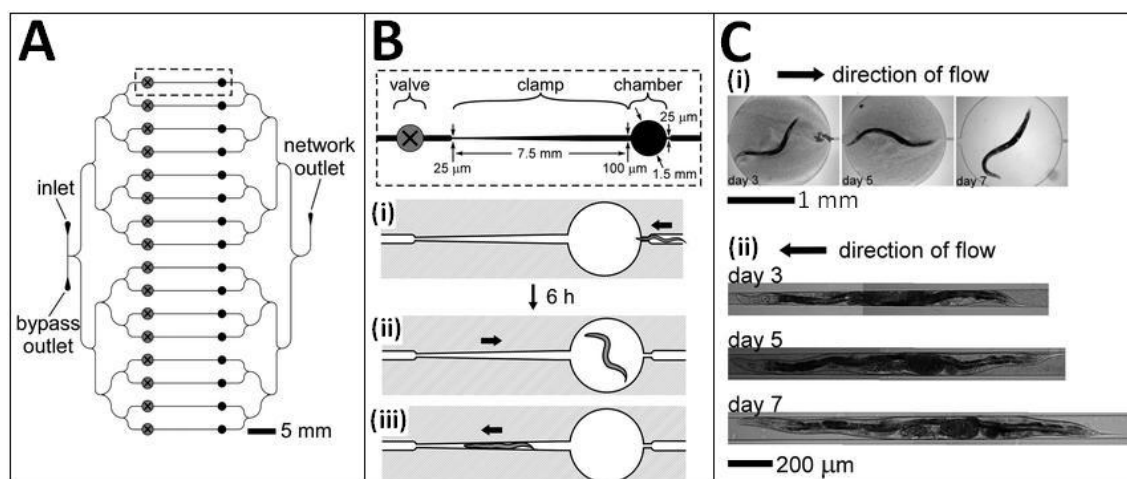 A
inlet
bypass
outlet
network
outlet
5 mm
B
valve
clamp
chamber
25 µm
7.5 mm
25 µm
100 µm
1.5 mm
(i)
6 h
(ii)
(iii)
C
(i)
direction of flow
day 3
day 5
day 7
1 mm
(ii)
direction of flow
day 3
day 5
day 7
200 µm